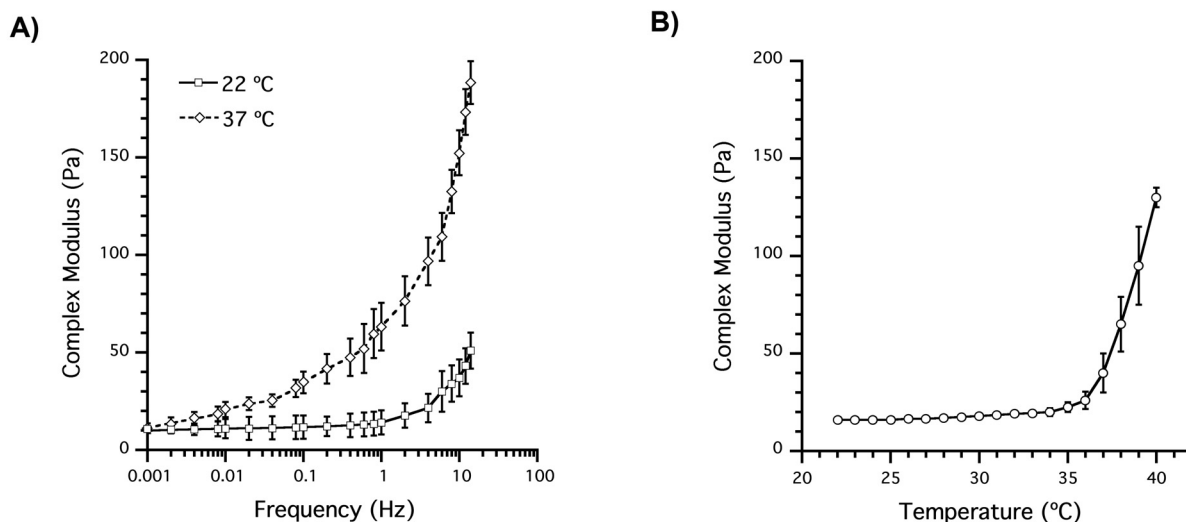 A)
200
150
100
50
0
Complex Modulus (Pa)
22 ºC
37 ºC
0.001
0.01
0.1
1
10
100
Frequency (Hz)
B)
200
150
100
50
0
Complex Modulus (Pa)
20
25
30
35
40
Temperature (ºC)